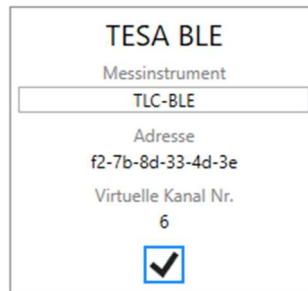 TESA BLE
Messinstrument
TLC-BLE
Adresse
f2-7b-8d-33-4d-3e
Virtuelle Kanal Nr.
6